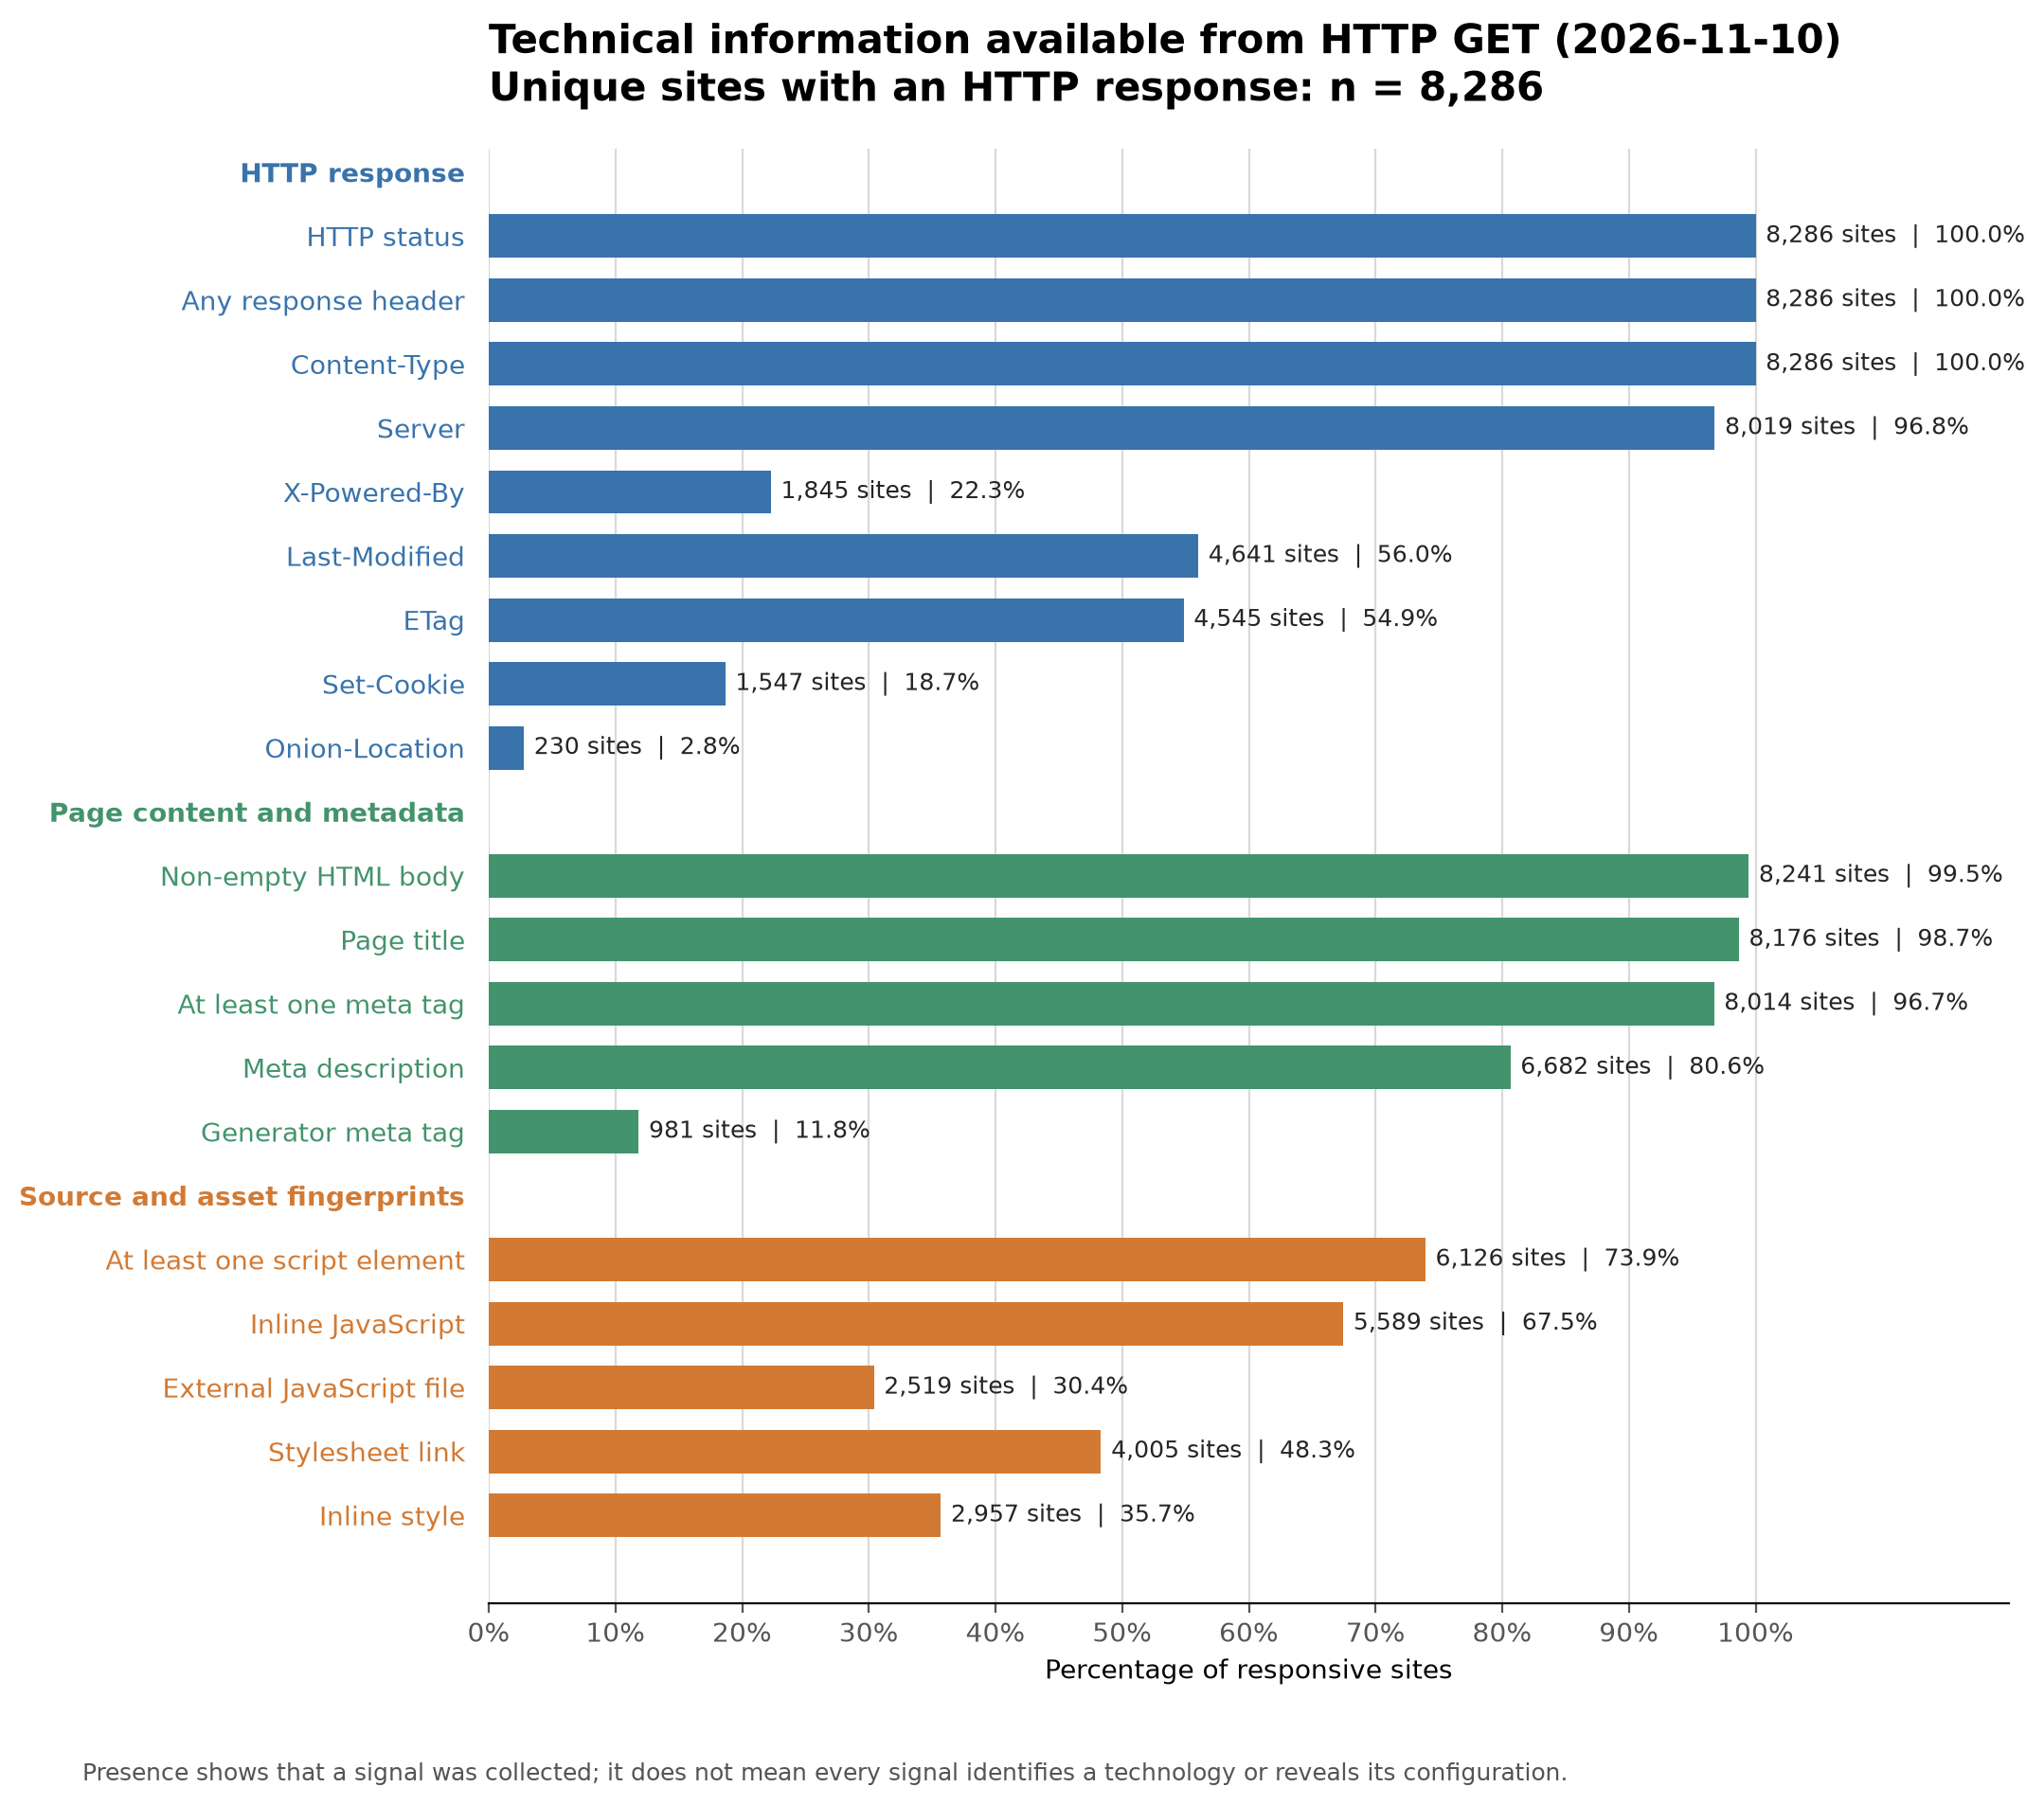 Technical information available from HTTP GET (2026-11-10)
Unique sites with an HTTP response: n = 8,286
HTTP response
HTTP status 8,286 sites | 100.0%
Any response header 8,286 sites | 100.0%
Content-Type 8,286 sites | 100.0%
Server 8,019 sites | 96.8%
X-Powered-By 1,845 sites | 22.3%
Last-Modified 4,641 sites | 56.0%
ETag 4,545 sites | 54.9%
Set-Cookie 1,547 sites | 18.7%
Onion-Location 230 sites | 2.8%
Page content and metadata
Non-empty HTML body 8,241 sites | 99.5%
Page title 8,176 sites | 98.7%
At least one meta tag 8,014 sites | 96.7%
Meta description 6,682 sites | 80.6%
Generator meta tag 981 sites | 11.8%
Source and asset fingerprints
At least one script element 6,126 sites | 73.9%
Inline JavaScript 5,589 sites | 67.5%
External JavaScript file 2,519 sites | 30.4%
Stylesheet link 4,005 sites | 48.3%
Inline style 2,957 sites | 35.7%
0% 10% 20% 30% 40% 50% 60% 70% 80% 90% 100%
Percentage of responsive sites
Presence shows that a signal was collected; it does not mean every signal identifies a technology or reveals its configuration.